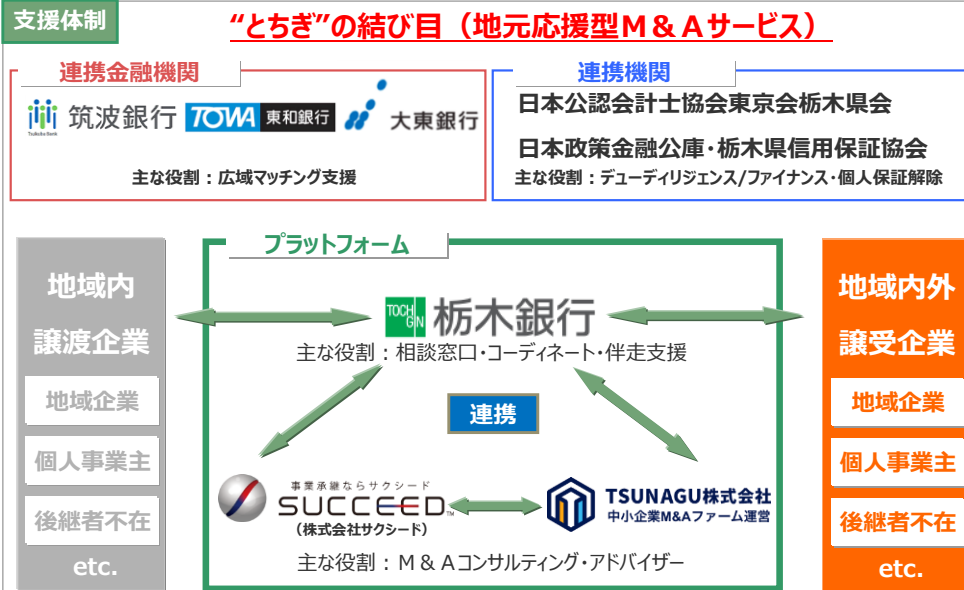 支援体制
“とちぎ”の結び目（地元応援型M＆Aサービス）
連携金融機関
Tsukuba Bank 筑波銀行 TOWA 東和銀行 大東銀行
主な役割：広域マッチング支援
連携機関
日本公認会計士協会東京会栃木県会
日本政策金融公庫・栃木県信用保証協会
主な役割：デューディリジェンス/ファイナンス・個人保証解除
地域内
譲渡企業
地域企業
個人事業主
後継者不在
etc.
プラットフォーム
TOCHIGIN 栃木銀行
主な役割：相談窓口・コーディネート・伴走支援
連携
事業承継ならサクシード
SUCCEED™
(株式会社サクシード)
TSUNAGU株式会社
中小企業M&Aファーム運営
主な役割：M＆Aコンサルティング・アドバイザー
地域内外
譲受企業
地域企業
個人事業主
後継者不在
etc.